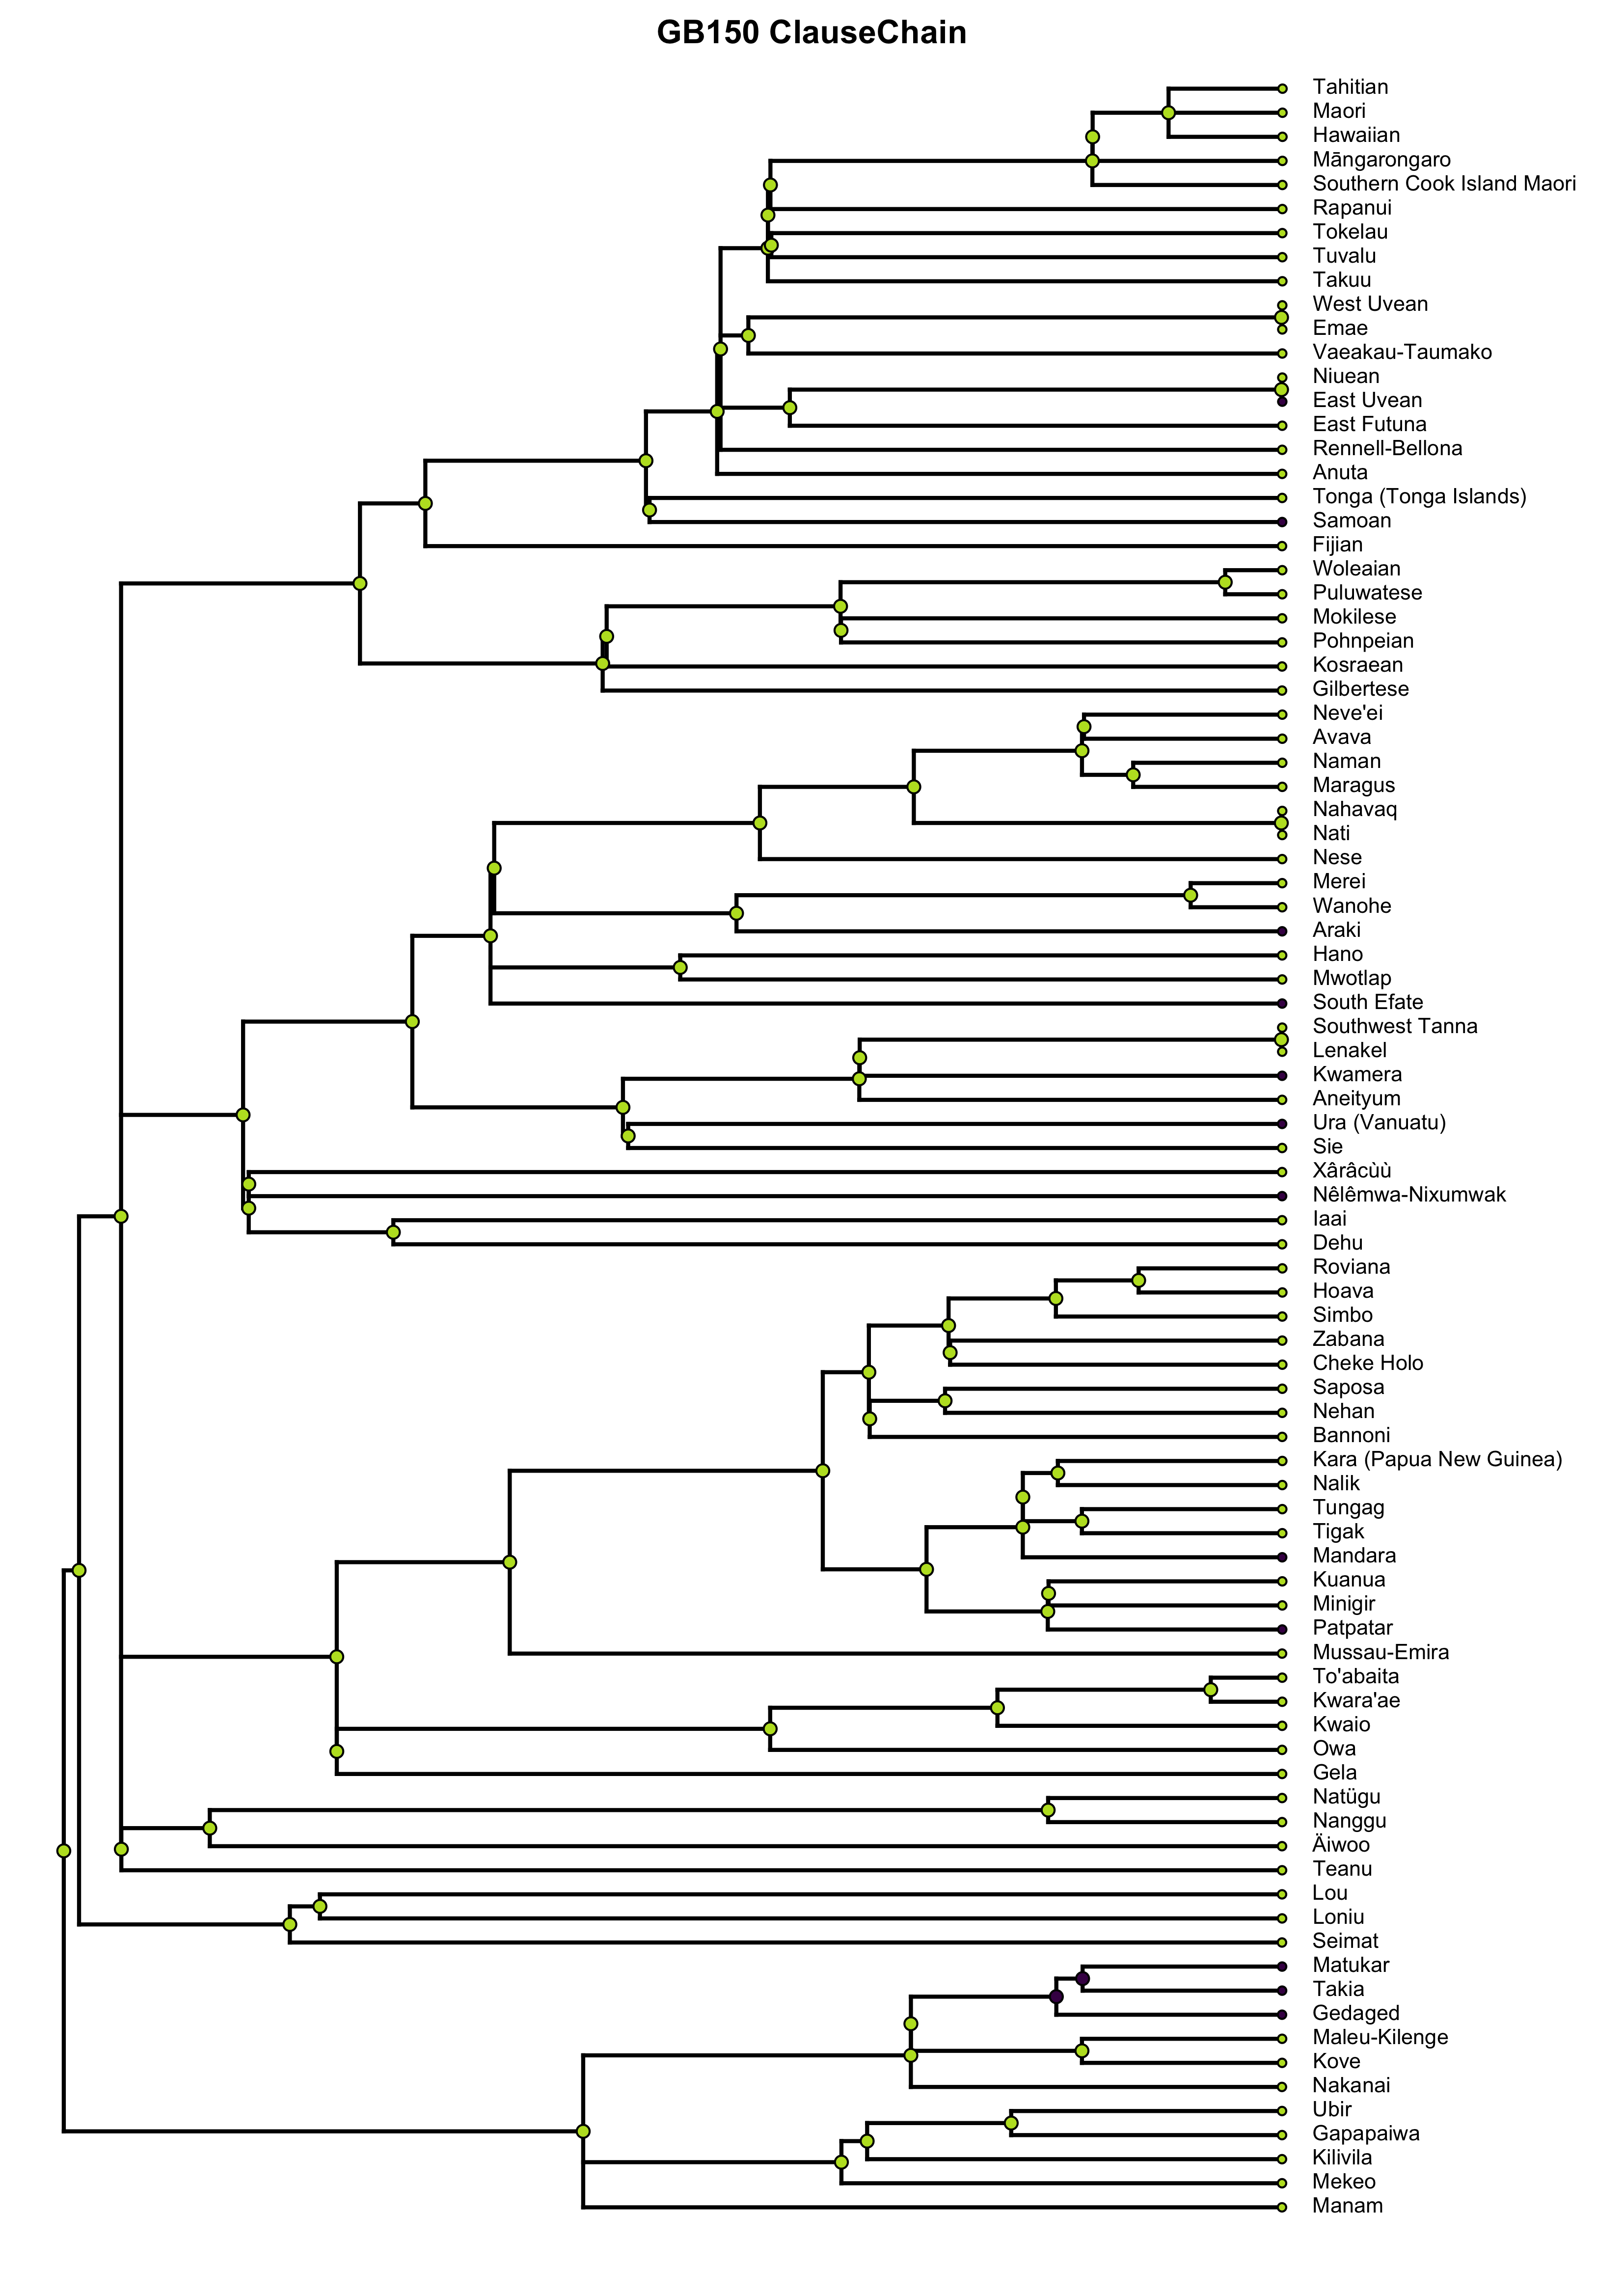 GB150 ClauseChain
Tahitian
Maori
Hawaiian
Māngarongaro
Southern Cook Island Maori
Rapanui
Tokelau
Tuvalu
Takuu
West Uvean
Emae
Vaeakau-Taumako
Niuean
East Uvean
East Futuna
Rennell-Bellona
Anuta
Tonga (Tonga Islands)
Samoan
Fijian
Woleaian
Puluwatese
Mokilese
Pohnpeian
Kosraean
Gilbertese
Neve'ei
Avava
Naman
Maragus
Nahavaq
Nati
Nese
Merei
Wanohe
Araki
Hano
Mwotlap
South Efate
Southwest Tanna
Lenakel
Kwamera
Aneityum
Ura (Vanuatu)
Sie
Xârâcùù
Nêlêmwa-Nixumwak
Iaai
Dehu
Roviana
Hoava
Simbo
Zabana
Cheke Holo
Saposa
Nehan
Bannoni
Kara (Papua New Guinea)
Nalik
Tungag
Tigak
Mandara
Kuanua
Minigir
Patpatar
Mussau-Emira
To'abaita
Kwara'ae
Kwaio
Owa
Gela
Natügu
Nanggu
Äiwoo
Teanu
Lou
Loniu
Seimat
Matukar
Takia
Gedaged
Maleu-Kilenge
Kove
Nakanai
Ubir
Gapapaiwa
Kilivila
Mekeo
Manam